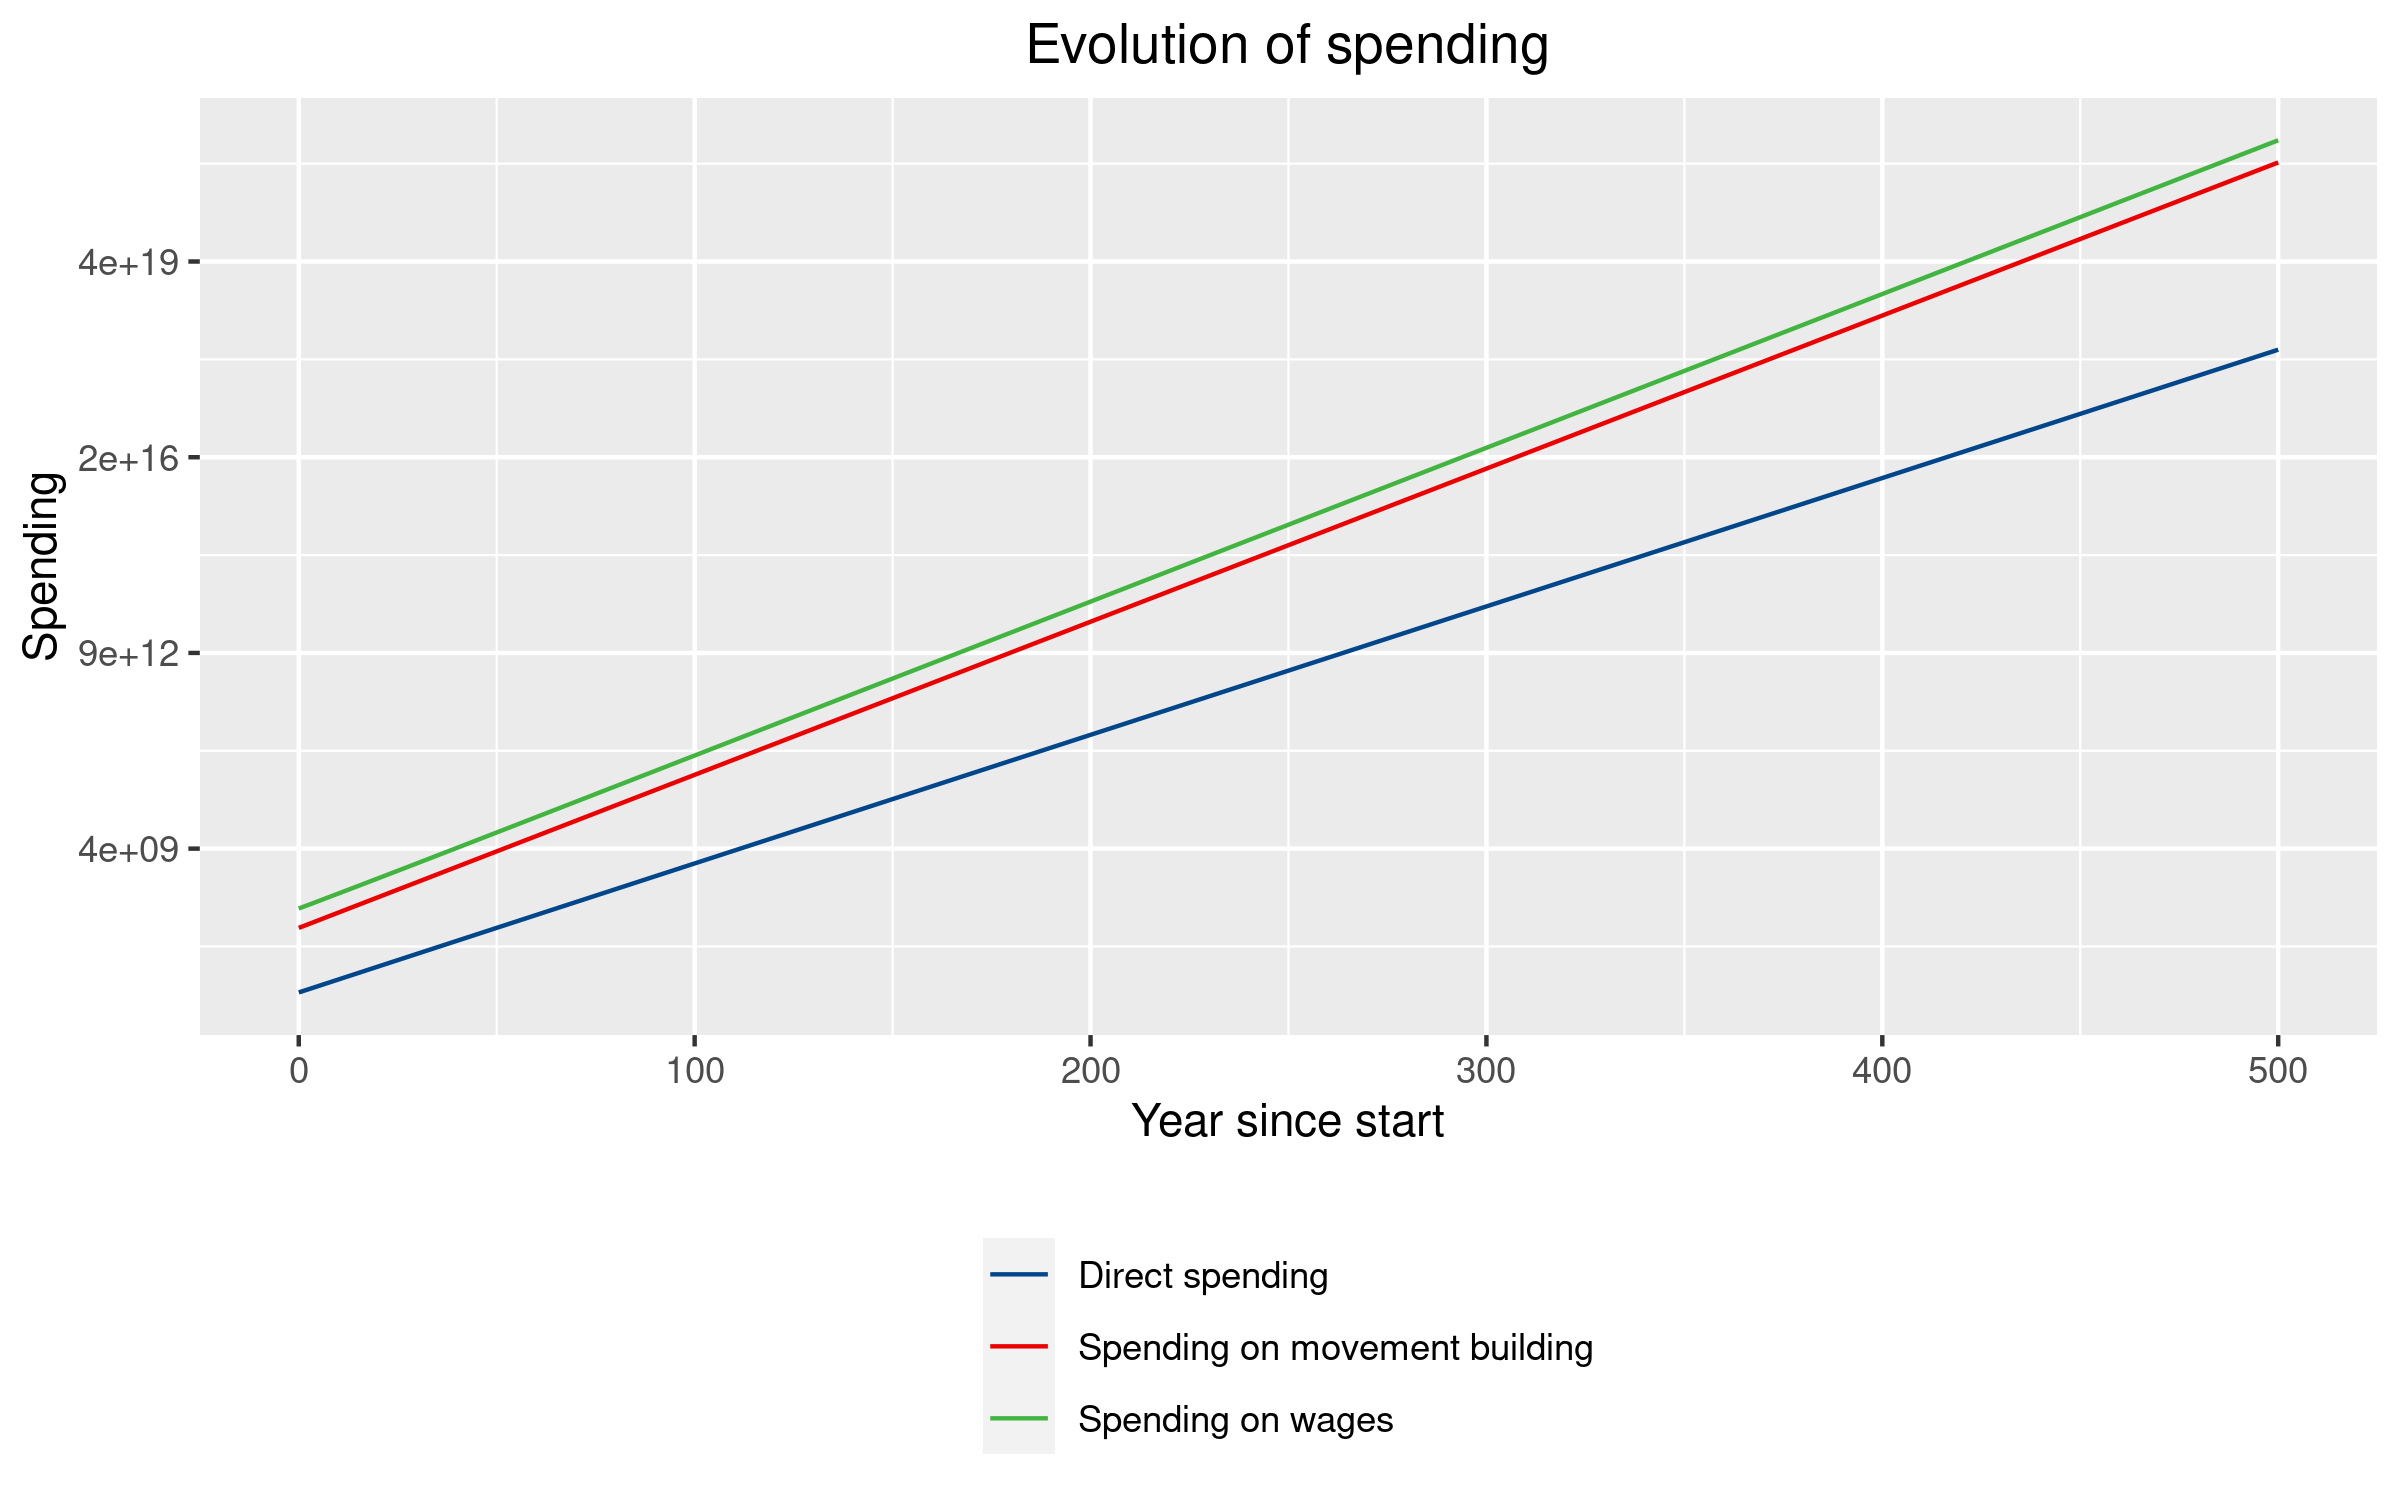 Evolution of spending
Spending
4e+19
2e+16
9e+12
4e+09
0 100 200 300 400 500
Year since start
Direct spending
Spending on movement building
Spending on wages